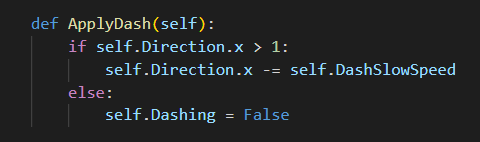 def ApplyDash(self):
    if self.Direction.x > 1:
        self.Direction.x -= self.DashSlowSpeed
    else:
        self.Dashing = False